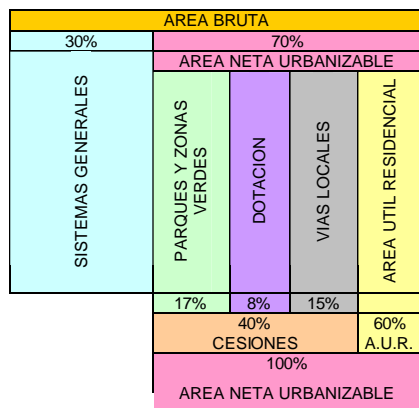 AREA BRUTA
30%
70%
AREA NETA URBANIZABLE
SISTEMAS GENERALES
PARQUES Y ZONAS
VERDES
DOTACION
VIAS LOCALES
AREA UTIL RESIDENCIAL
17%
8%
15%
40%
CESIONES
60%
A.U.R.
100%
AREA NETA URBANIZABLE